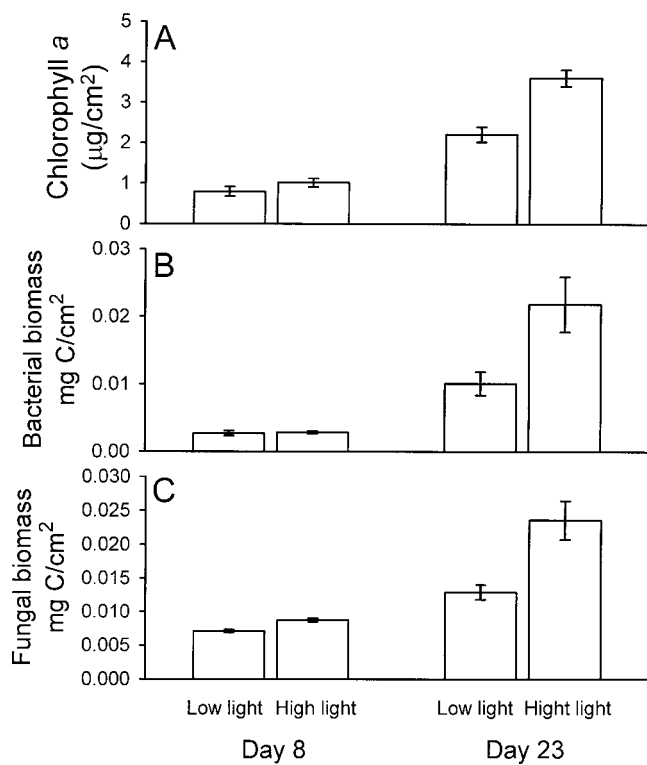 A
Chlorophyll a
(μg/cm²)
5
4
3
2
1
0
B
Bacterial biomass
mg C/cm²
0.03
0.02
0.01
0.00
C
Fungal biomass
mg C/cm²
0.030
0.025
0.020
0.015
0.010
0.005
0.000
Low light High light Low light Hight light
Day 8 Day 23